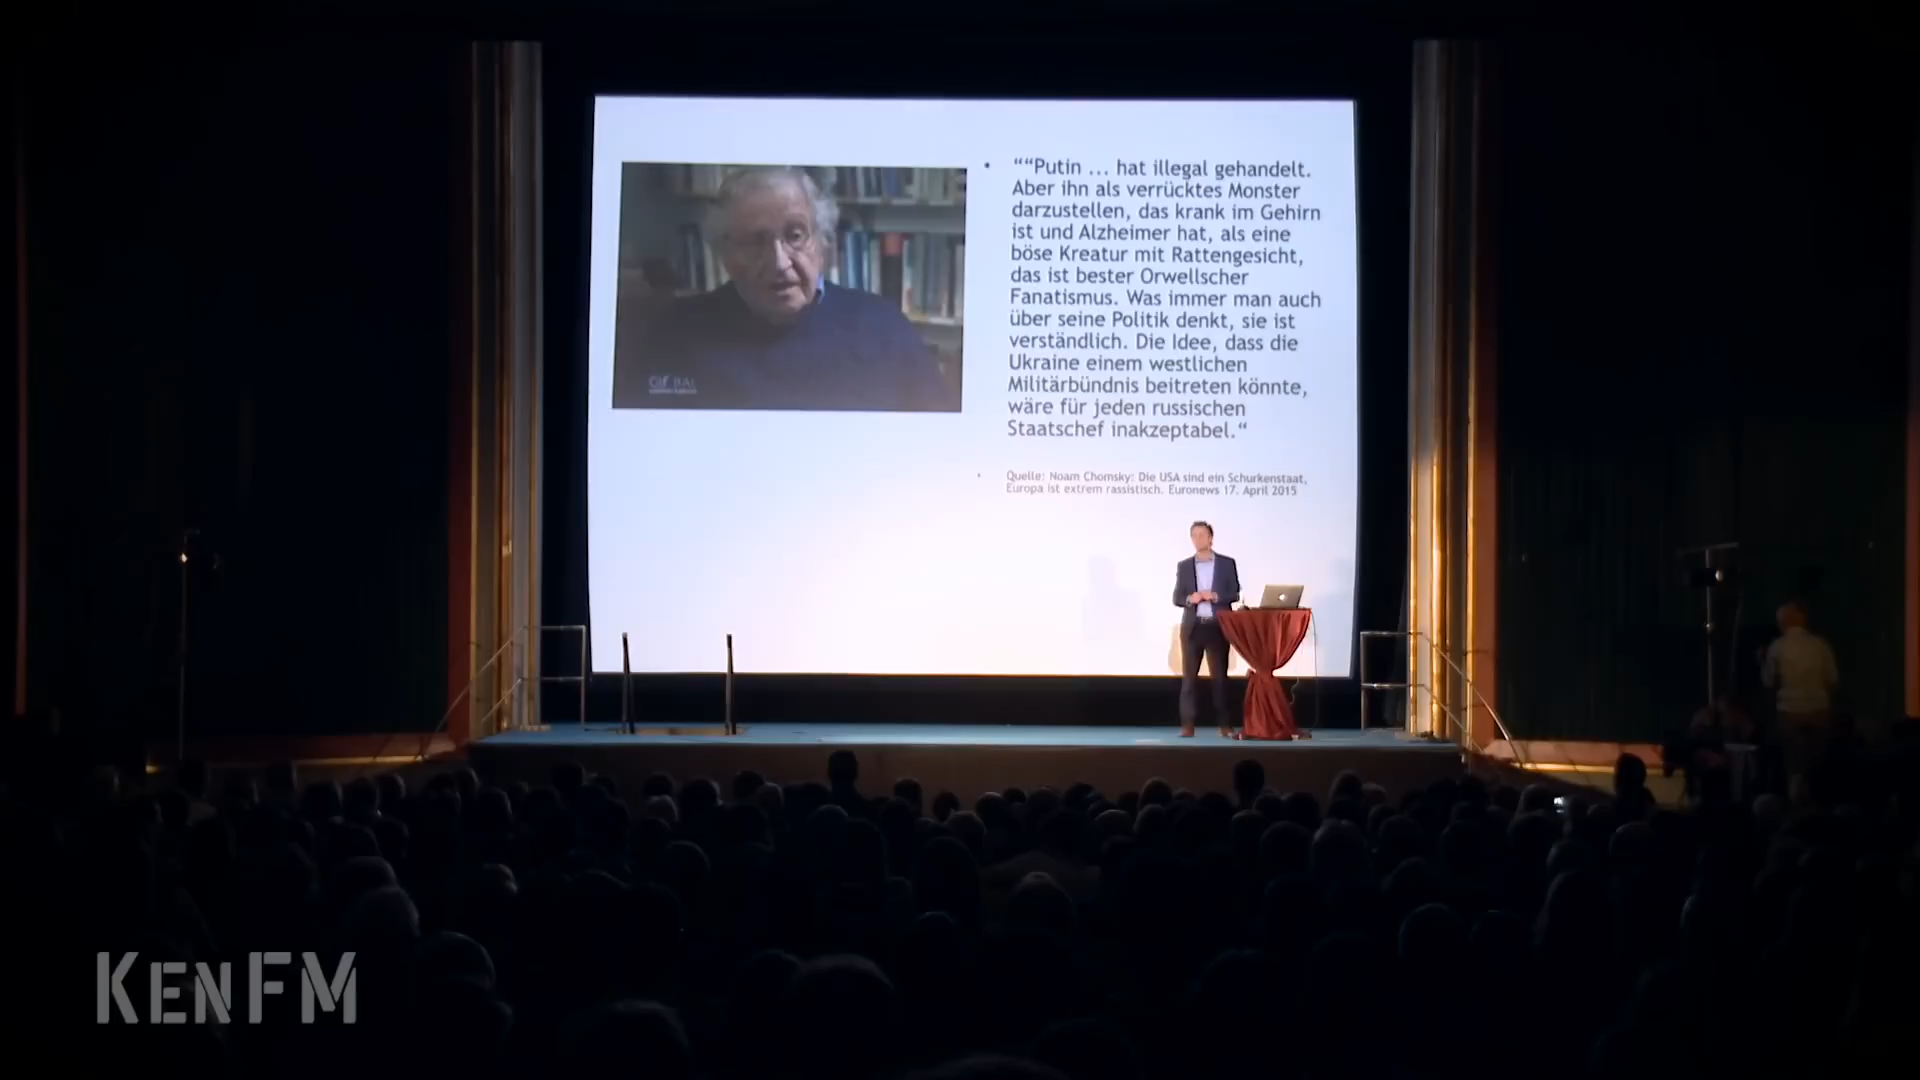 ““Putin ... hat illegal gehandelt.
Aber ihn als verrücktes Monster
darzustellen, das krank im Gehirn
ist und Alzheimer hat, als eine
böse Kreatur mit Rattengesicht,
das ist bester Orwellscher
Fanatismus. Was immer man auch
über seine Politik denkt, sie ist
verständlich. Die Idee, dass die
Ukraine einem westlichen
Militärbündnis beitreten könnte,
wäre für jeden russischen
Staatschef inakzeptabel.“
Quelle: Noam Chomsky: Die USA sind ein Schurkenstaat,
Europa ist extrem rassistisch. Euronews 17. April 2015
KENFM